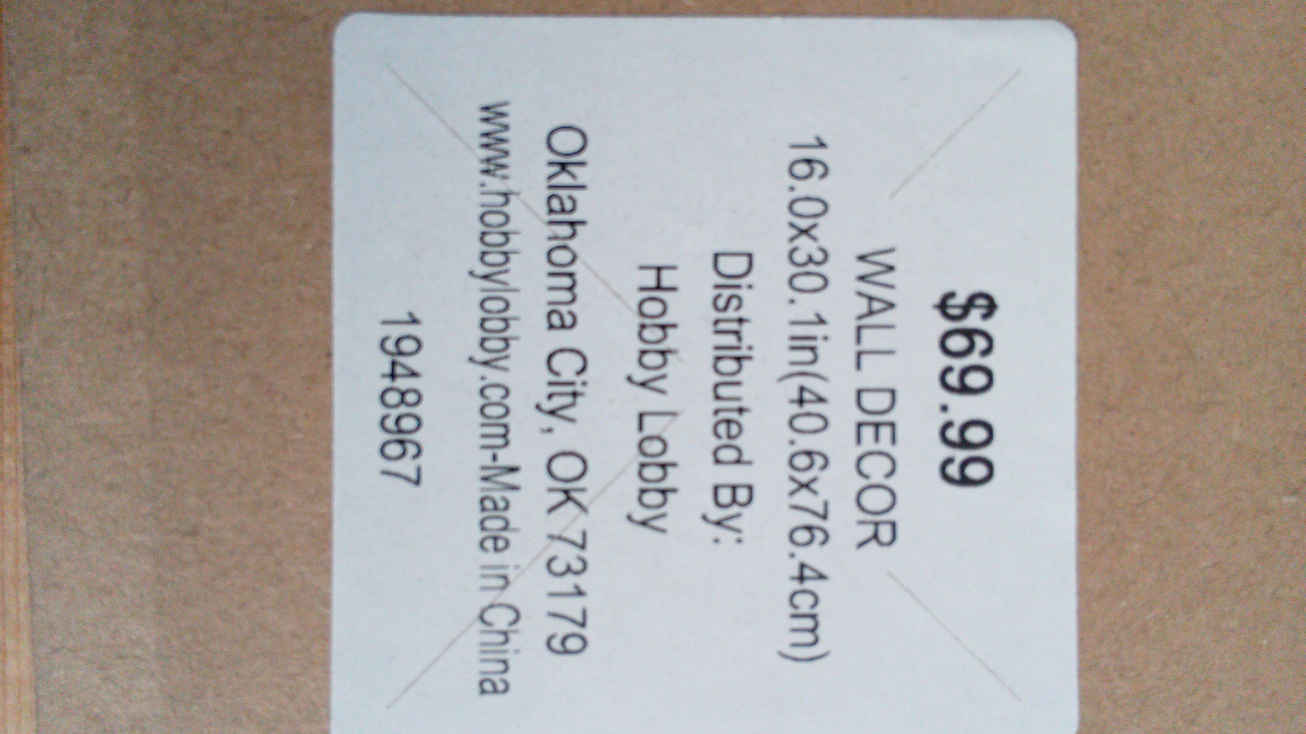 $69.99
WALL DECOR
16.0x30.1in(40.6x76.4cm)
Distributed By:
Hobby Lobby
Oklahoma City, OK 73179
www.hobbylobby.com-Made in China
1948967